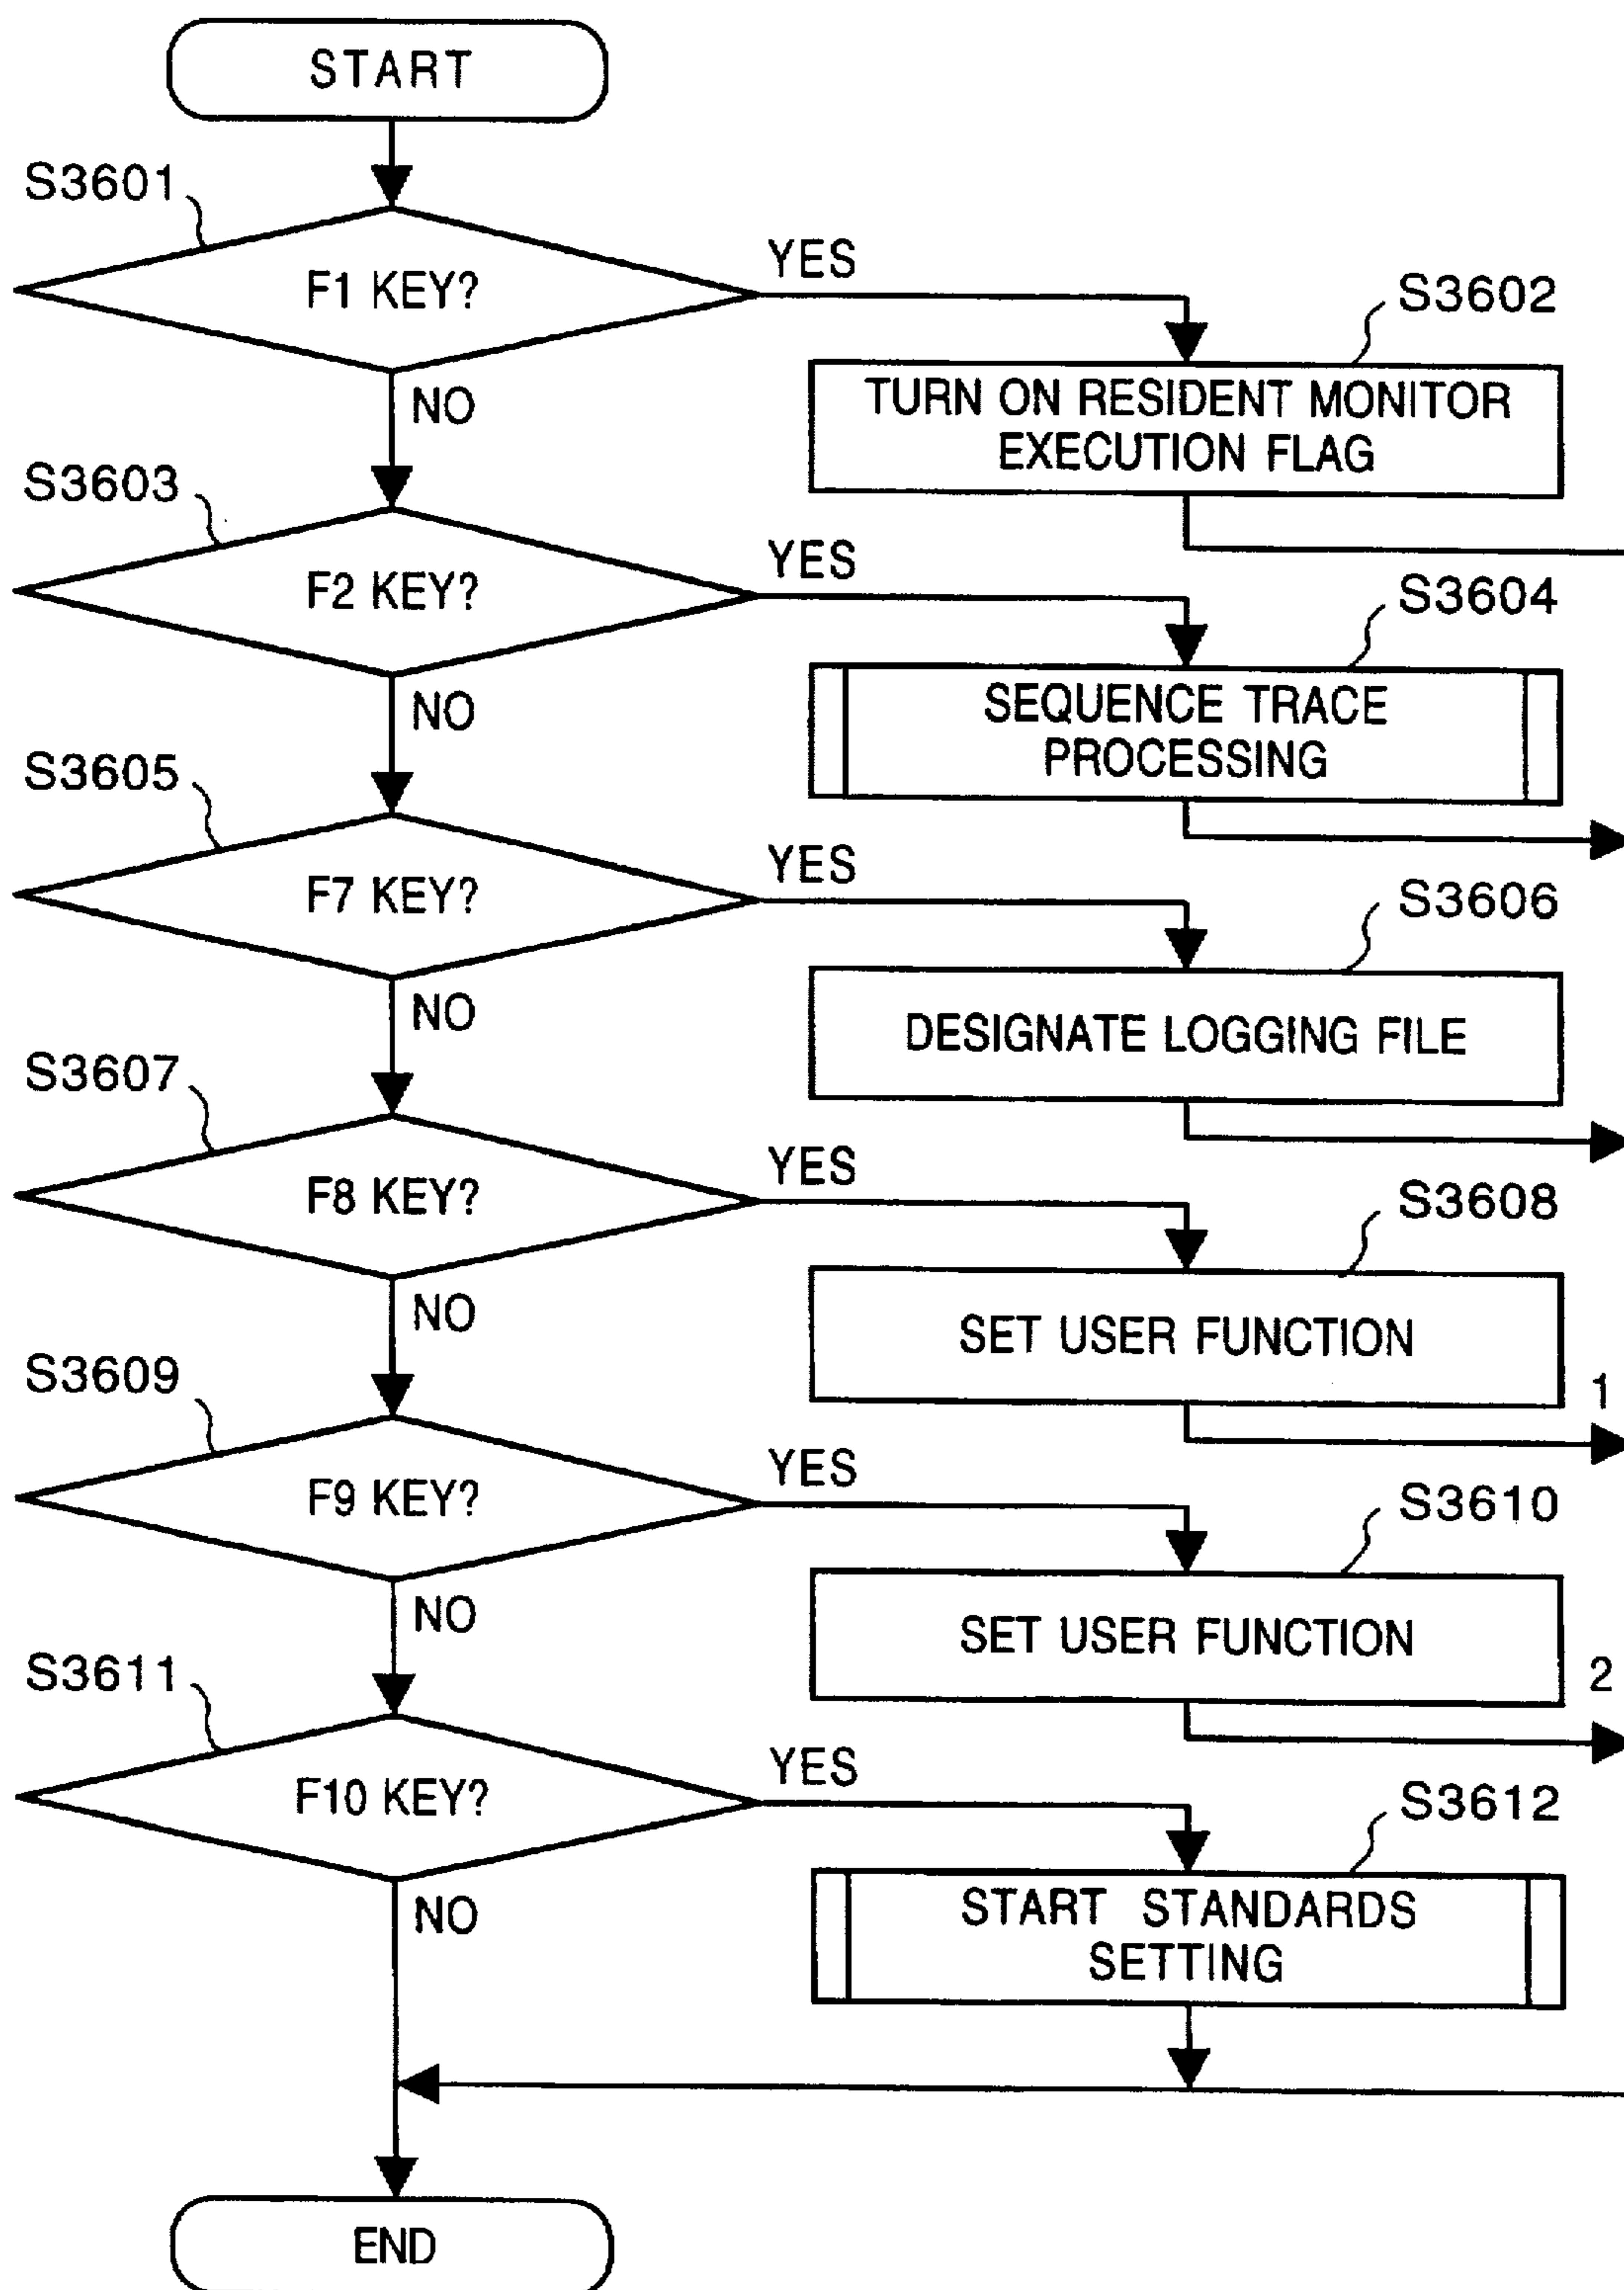 START
S3601
F1 KEY?
YES
S3602
TURN ON RESIDENT MONITOR
EXECUTION FLAG
NO
S3603
F2 KEY?
YES
S3604
SEQUENCE TRACE
PROCESSING
NO
S3605
F7 KEY?
YES
S3606
DESIGNATE LOGGING FILE
NO
S3607
F8 KEY?
YES
S3608
SET USER FUNCTION
1
NO
S3609
F9 KEY?
YES
S3610
SET USER FUNCTION
2
NO
S3611
F10 KEY?
YES
S3612
START STANDARDS
SETTING
NO
END